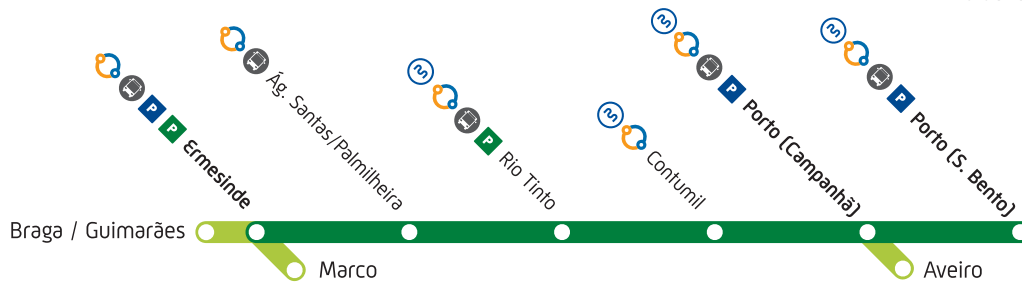 P
P
Ermesinde
Ág. Santas/Palmilheira
P
Rio Tinto
Contumil
P
Porto (Campanhã)
P
Porto (S. Bento)
Braga / Guimarães
Marco
Aveiro